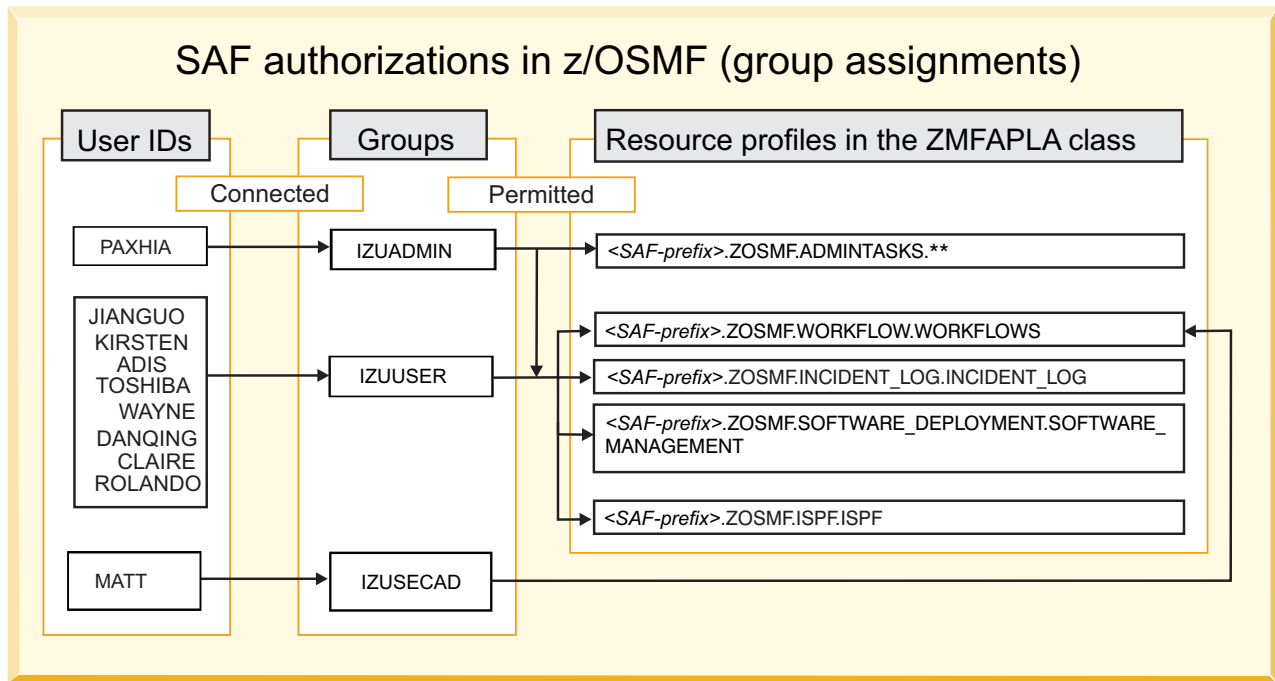 SAF authorizations in z/OSMF (group assignments)
User IDs
Groups
Resource profiles in the ZMFAPLA class
Connected
Permitted
PAXHIA
IZUADMIN
<SAF-prefix>.ZOSMF.ADMINTASKS.**
JIANGUO
KIRSTEN
ADIS
TOSHIBA
WAYNE
DANQING
CLAIRE
ROLANDO
IZUUSER
<SAF-prefix>.ZOSMF.WORKFLOW.WORKFLOWS
<SAF-prefix>.ZOSMF.INCIDENT_LOG.INCIDENT_LOG
<SAF-prefix>.ZOSMF.SOFTWARE_DEPLOYMENT.SOFTWARE_
MANAGEMENT
<SAF-prefix>.ZOSMF.ISPF.ISPF
MATT
IZUSECAD